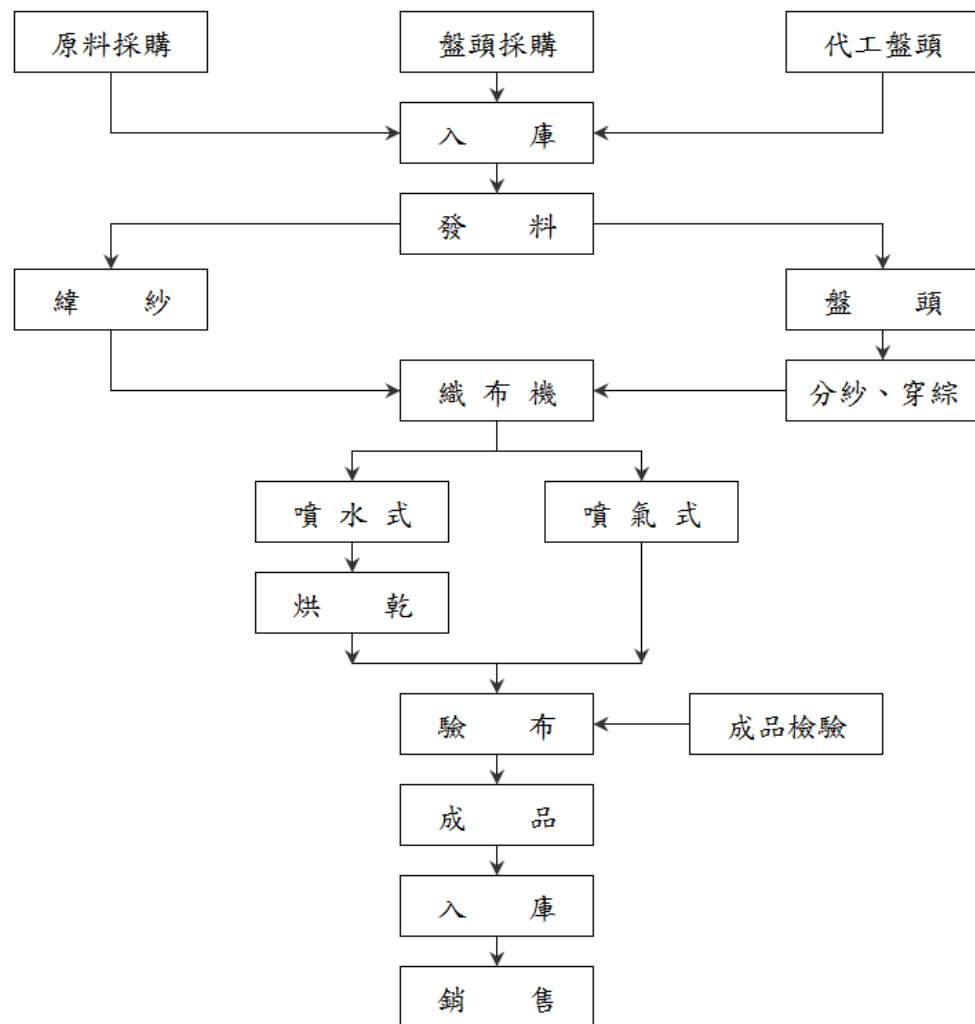 原料採購
盤頭採購
代工盤頭
入庫
發料
緯紗
盤頭
織布機
分紗、穿綜
噴水式
噴氣式
烘乾
驗布
成品檢驗
成品
入庫
銷售